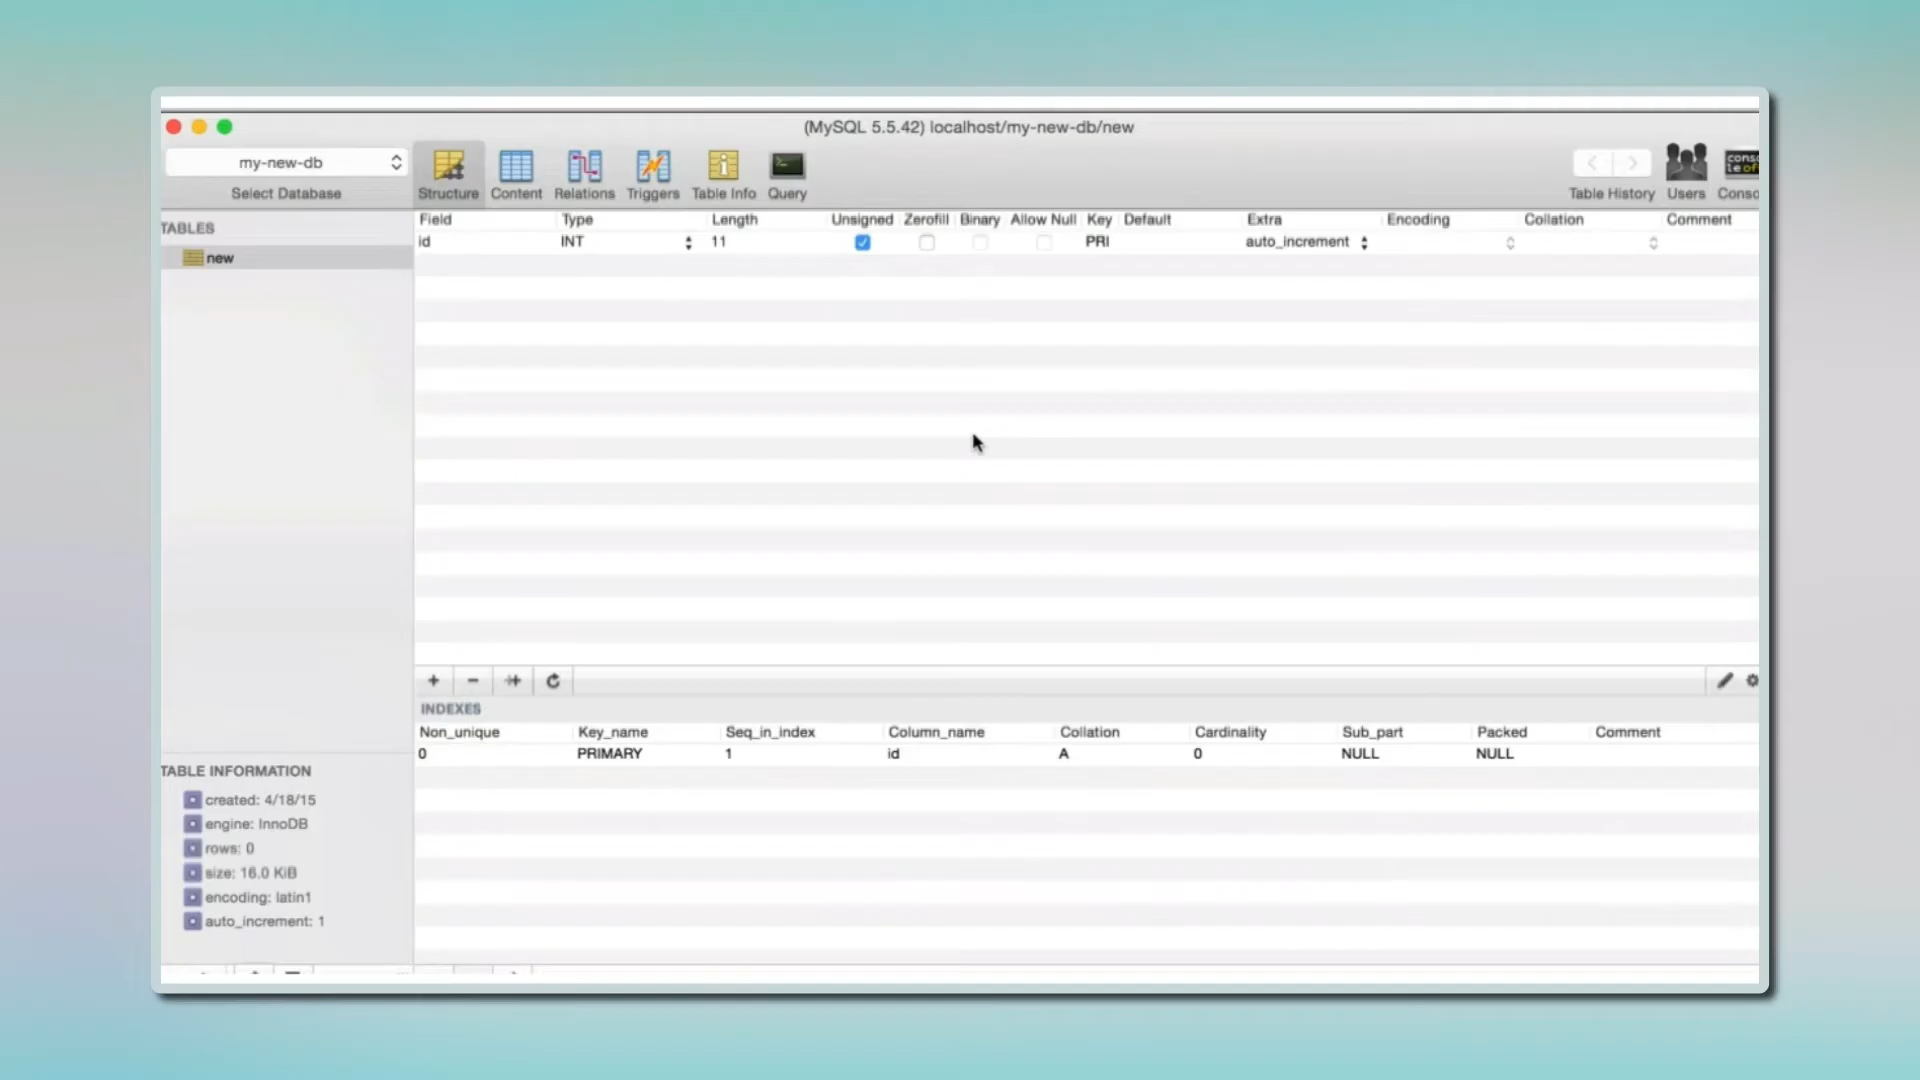 (MySQL 5.5.42) localhost/my-new-db/new
my-new-db
Select Database
Structure Content Relations Triggers Table Info Query
Table History Users
TABLES
new
Field Type Length Unsigned Zerofill Binary Allow Null Key Default Extra Encoding Collation Comment
id INT 11 PRI auto_increment
INDEXES
Non_unique Key_name Seq_in_index Column_name Collation Cardinality Sub_part Packed Comment
0 PRIMARY 1 id A 0 NULL NULL
TABLE INFORMATION
created: 4/18/15
engine: InnoDB
rows: 0
size: 16.0 KiB
encoding: latin1
auto_increment: 1